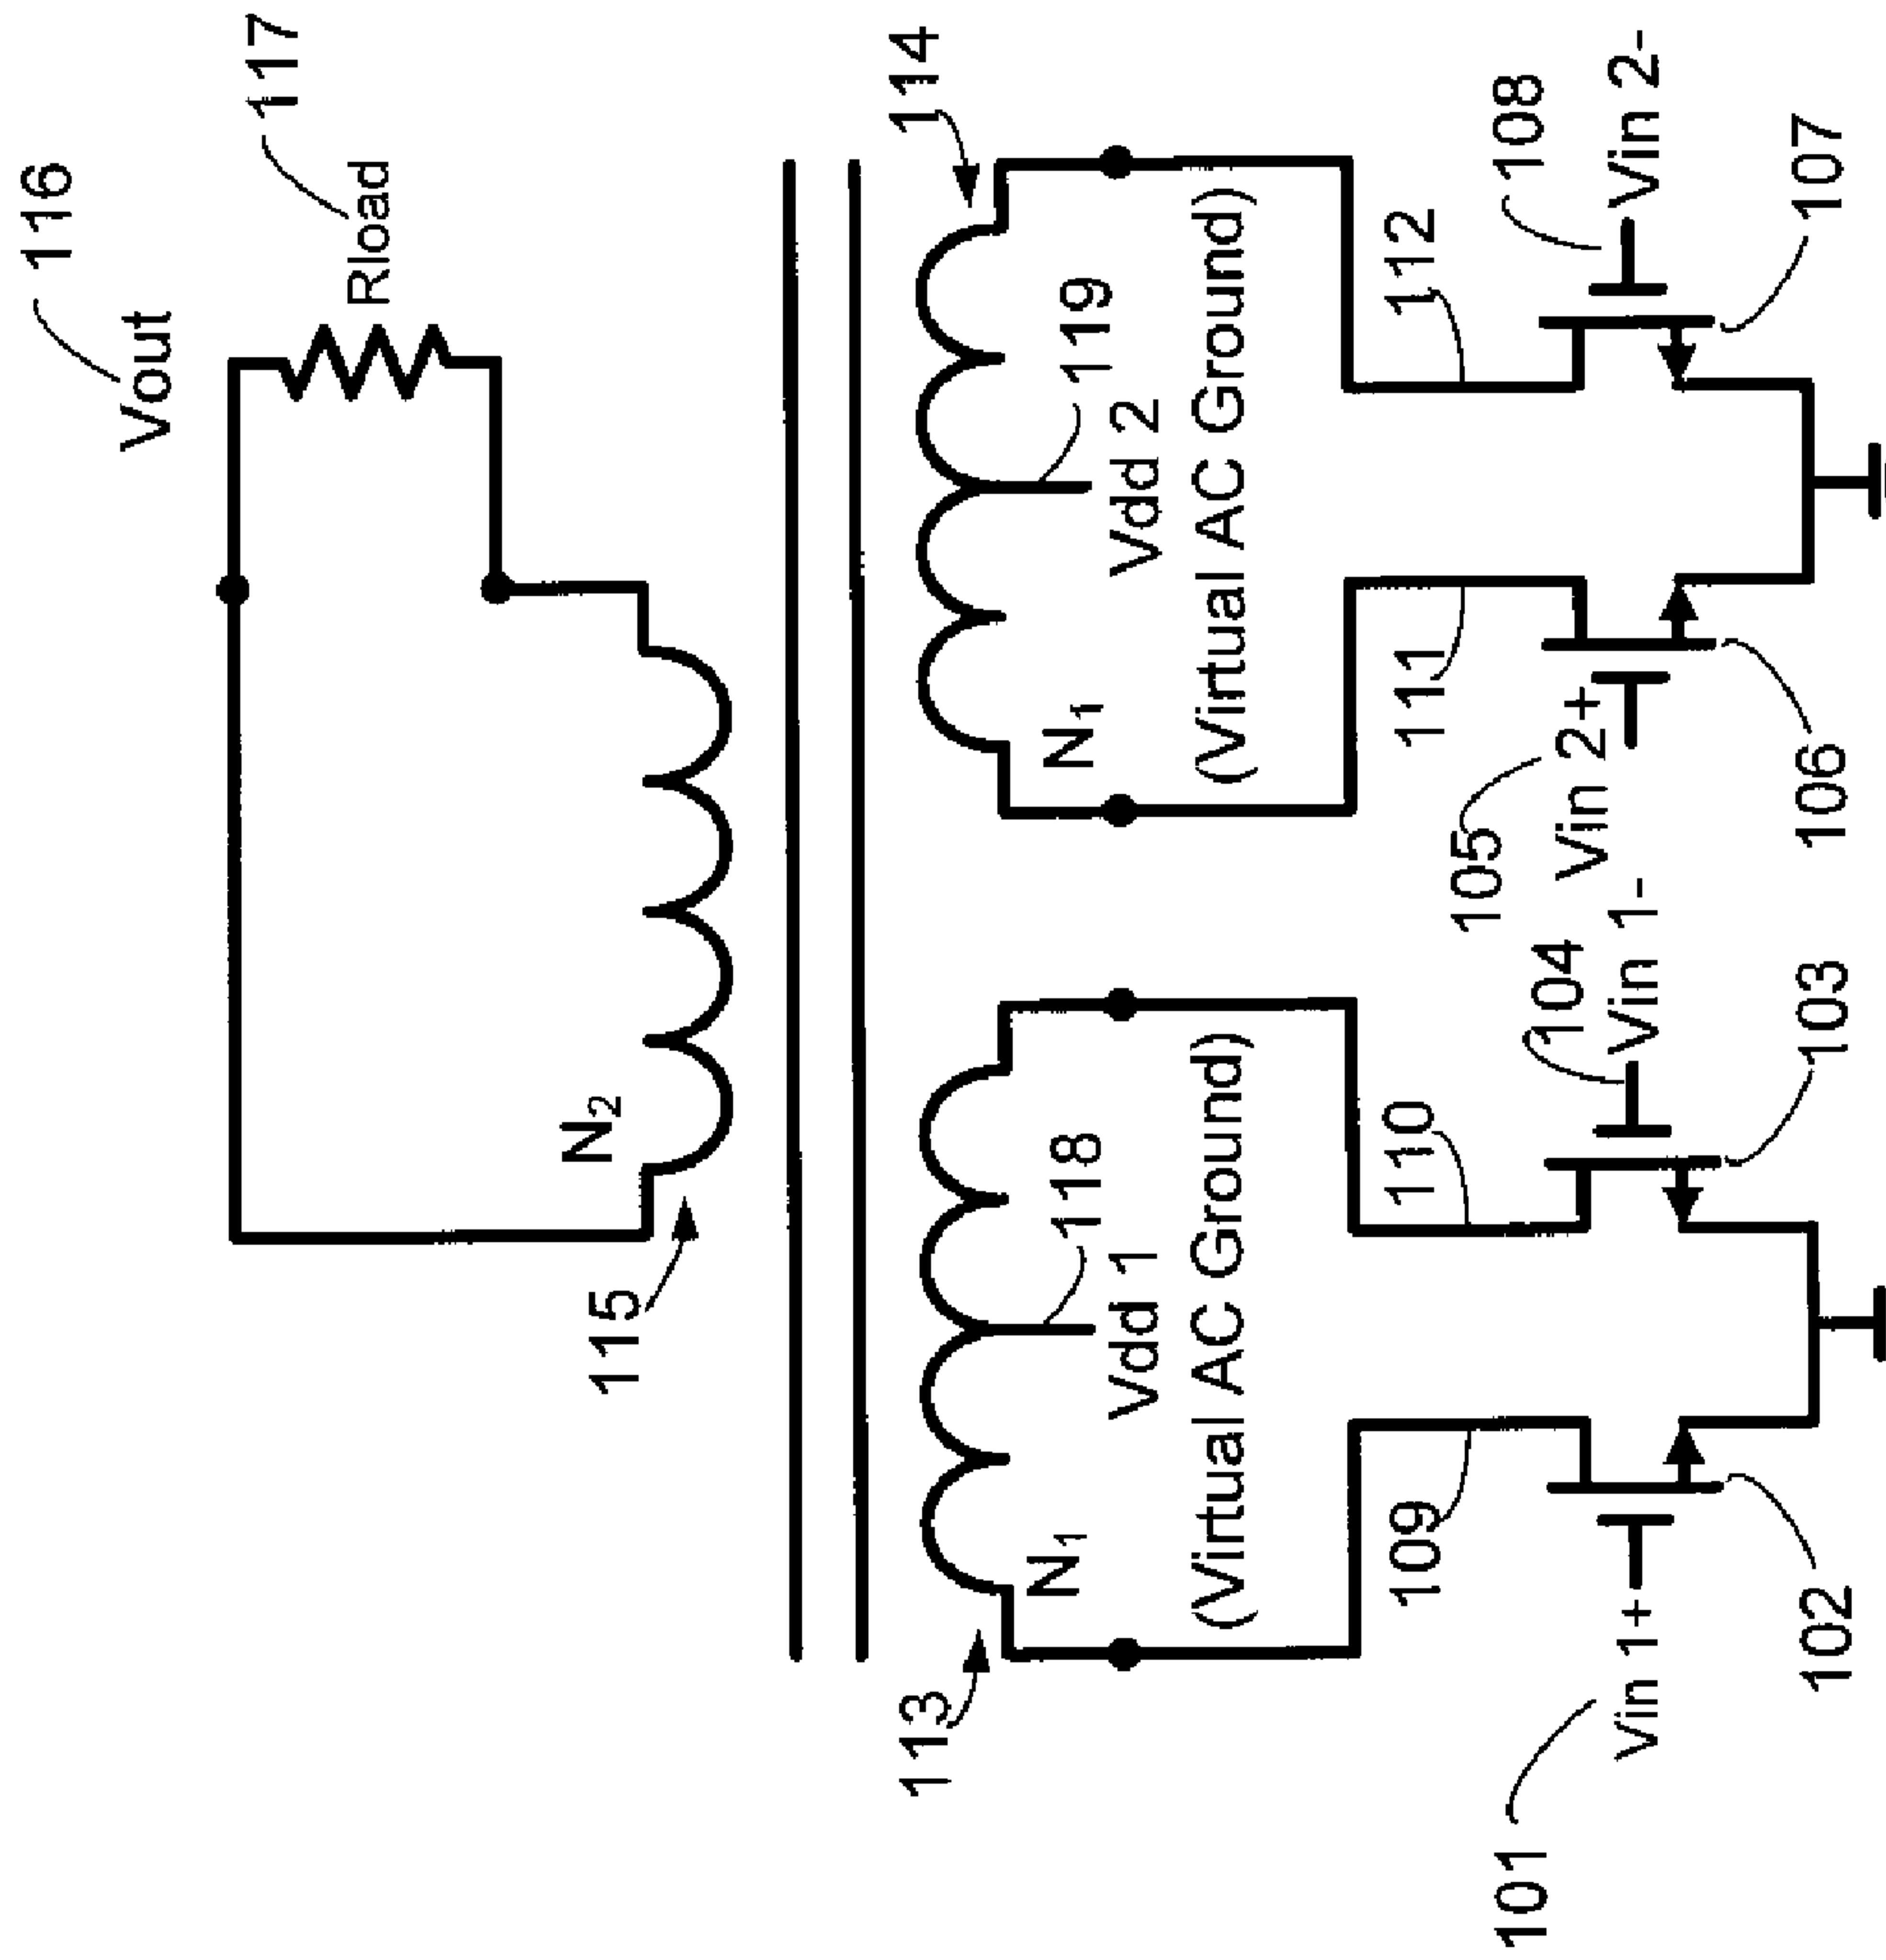 116
Vout
117
Rload
N2
115
114
113
N1
118
Vdd 1
(Virtual AC Ground)
N1
119
Vdd 2
(Virtual AC Ground)
109
110
111
112
101
Vin 1+
102
104
Vin 1-
103
105
Vin 2+
106
108
Vin 2-
107